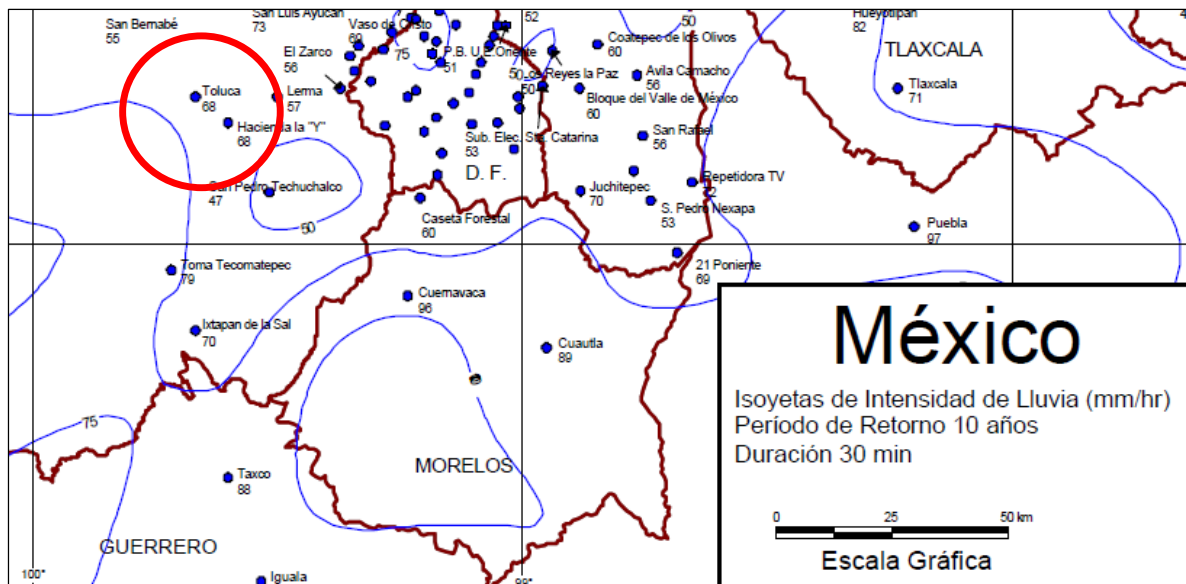 San Bernabé
55
San Luis Ayucan
73
Vaso de Cristo
69
52
50
Hueyotlipan
82
El Zarco
56
75
P.B. U.E.Oriente
51
Coatepec de los Olivos
60
TLAXCALA
50
Los Reyes la Paz
50
Avila Camacho
56
Toluca
68
Lerma
57
Bloque del Valle de México
60
Tlaxcala
71
Hacienda la "Y"
68
Sub. Elec. Sta. Catarina
53
San Rafael
56
D. F.
San Pedro Techuchalco
47
Juchitepec
70
Repetidora TV
72
S. Pedro Nexapa
53
50
Caseta Forestal
60
Puebla
97
Toma Tecomatepec
79
21 Poniente
69
Cuernavaca
96
Ixtapan de la Sal
70
Cuautla
89
México
Isoyetas de Intensidad de Lluvia (mm/hr)
Período de Retorno 10 años
Duración 30 min
75
MORELOS
Taxco
88
0 25 50 km
Escala Gráfica
GUERRERO
100°
99°
Iguala